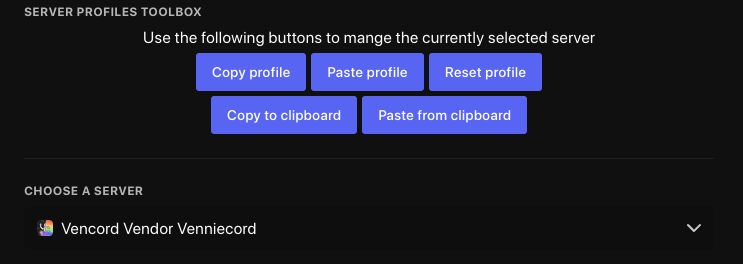 SERVER PROFILES TOOLBOX
Use the following buttons to mange the currently selected server
Copy profile Paste profile Reset profile
Copy to clipboard Paste from clipboard
CHOOSE A SERVER
Vencord Vendor Venniecord